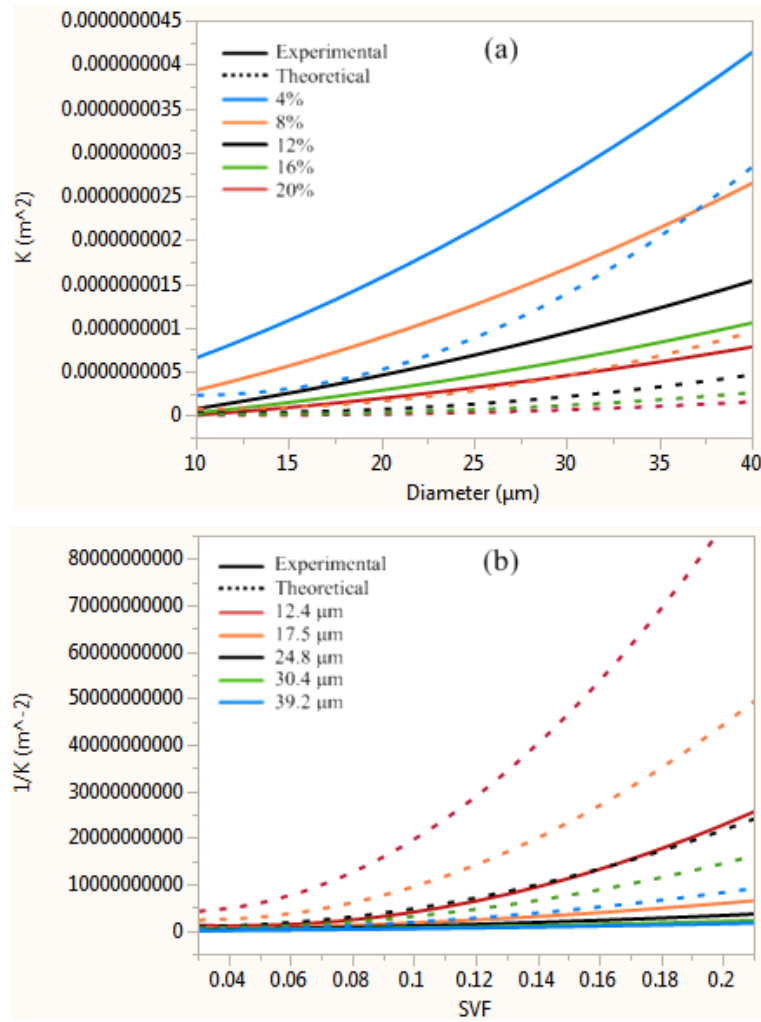 0.0000000045
0.000000004
0.0000000035
0.000000003
0.0000000025
0.000000002
0.0000000015
0.000000001
0.0000000005
0
K (m^2)
Experimental
Theoretical
4%
8%
12%
16%
20%
(a)
10 15 20 25 30 35 40
Diameter (µm)
80000000000
70000000000
60000000000
50000000000
40000000000
30000000000
20000000000
10000000000
0
1/K (m^-2)
Experimental
Theoretical
12.4 µm
17.5 µm
24.8 µm
30.4 µm
39.2 µm
(b)
0.04 0.06 0.08 0.1 0.12 0.14 0.16 0.18 0.2
SVF